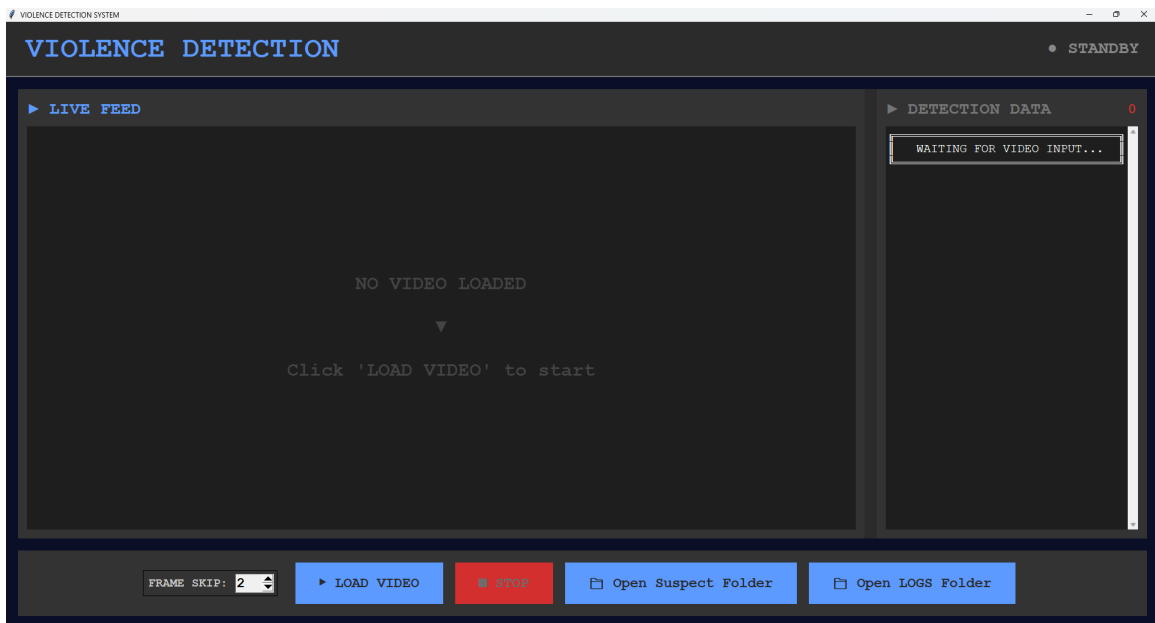 VIOLENCE DETECTION SYSTEM
VIOLENCE DETECTION
● STANDBY
▶ LIVE FEED
▶ DETECTION DATA 0
WAITING FOR VIDEO INPUT...
NO VIDEO LOADED
▼
Click 'LOAD VIDEO' to start
FRAME SKIP: 2
▶ LOAD VIDEO
■ STOP
Open Suspect Folder
Open LOGS Folder